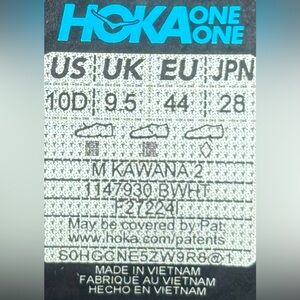 HOKA ONE ONE
US UK EU JPN
10D 9.5 44 28
M KAWANA 2
1147930 BWHT
F27224I
May be covered by Pat:
www.hoka.com/patents
S0HGGNE5ZW9R8@1
MADE IN VIETNAM
FABRIQUÉ AU VIETNAM
HECHO EN VIETNAM